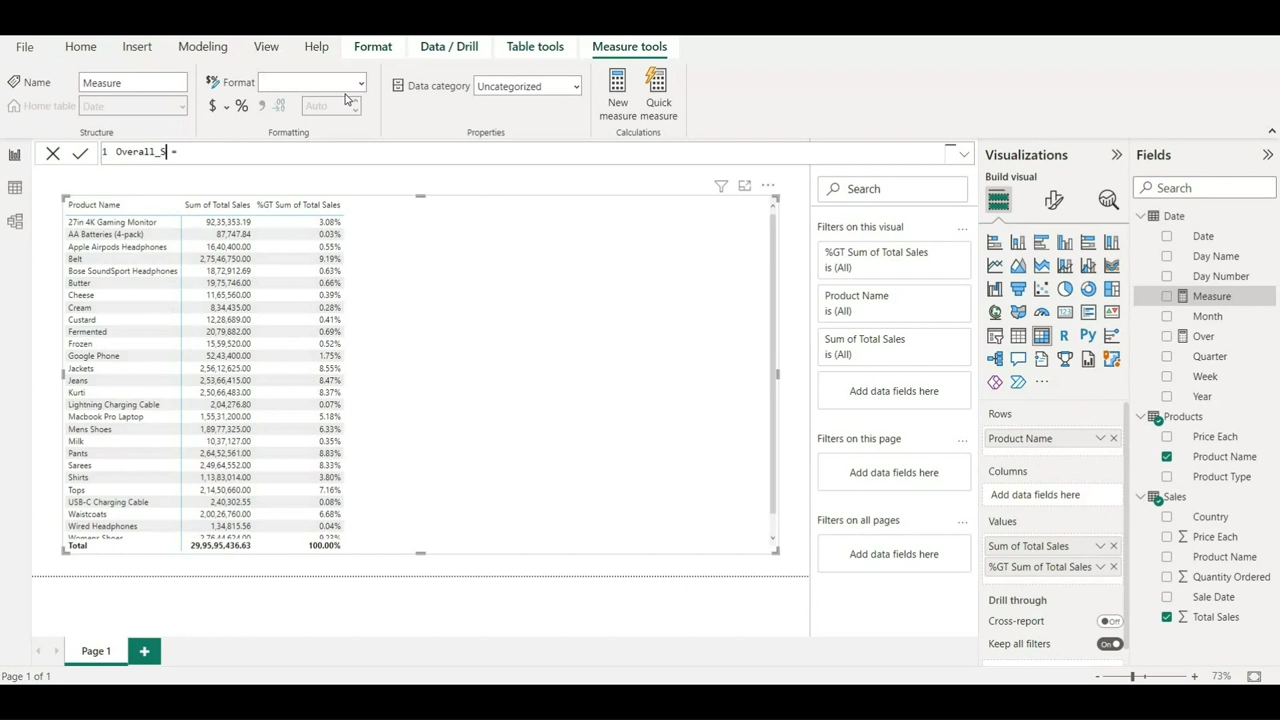 File Home Insert Modeling View Help Format Data / Drill Table tools Measure tools
Name Measure
Home table Date
Structure
Format
$ % , Auto
Formatting
Data category Uncategorized
Properties
New measure
Quick measure
Calculations
1 Overall_S =
Product Name Sum of Total Sales %GT Sum of Total Sales
27in 4K Gaming Monitor 92,35,353.19 3.08%
AA Batteries (4-pack) 87,747.84 0.03%
Apple Airpods Headphones 16,40,400.00 0.55%
Belt 2,75,46,750.00 9.19%
Bose SoundSport Headphones 18,72,912.69 0.63%
Butter 19,75,746.00 0.66%
Cheese 11,65,560.00 0.39%
Cream 8,34,435.00 0.28%
Custard 12,28,689.00 0.41%
Fermented 20,79,882.00 0.69%
Frozen 15,59,520.00 0.52%
Google Phone 52,43,400.00 1.75%
Jackets 2,56,12,625.00 8.55%
Jeans 2,53,66,415.00 8.47%
Kurti 2,50,66,483.00 8.37%
Lightning Charging Cable 2,04,276.80 0.07%
Macbook Pro Laptop 1,55,31,200.00 5.18%
Mens Shoes 1,89,77,325.00 6.33%
Milk 10,37,127.00 0.35%
Pants 2,64,52,561.00 8.83%
Sarees 2,49,64,552.00 8.33%
Shirts 1,13,83,014.00 3.80%
Tops 2,14,50,660.00 7.16%
USB-C Charging Cable 2,40,302.55 0.08%
Waistcoats 2,00,26,760.00 6.68%
Wired Headphones 1,34,815.56 0.04%
Womens Shoes 2,76,44,624.00 9.23%
Total 29,95,95,436.63 100.00%
Search
Filters on this visual ...
%GT Sum of Total Sales
is (All)
Product Name
is (All)
Sum of Total Sales
is (All)
Add data fields here
Filters on this page ...
Add data fields here
Filters on all pages ...
Add data fields here
Visualizations
Build visual
R Py
...
Rows
Product Name
Columns
Add data fields here
Values
Sum of Total Sales
%GT Sum of Total Sales
Drill through
Cross-report Off
Keep all filters On
Fields
Search
Date
Date
Day Name
Day Number
Measure
Month
Over
Quarter
Week
Year
Products
Price Each
Product Name
Product Type
Sales
Country
Price Each
Product Name
Quantity Ordered
Sale Date
Total Sales
Page 1
Page 1 of 1
- + 73%